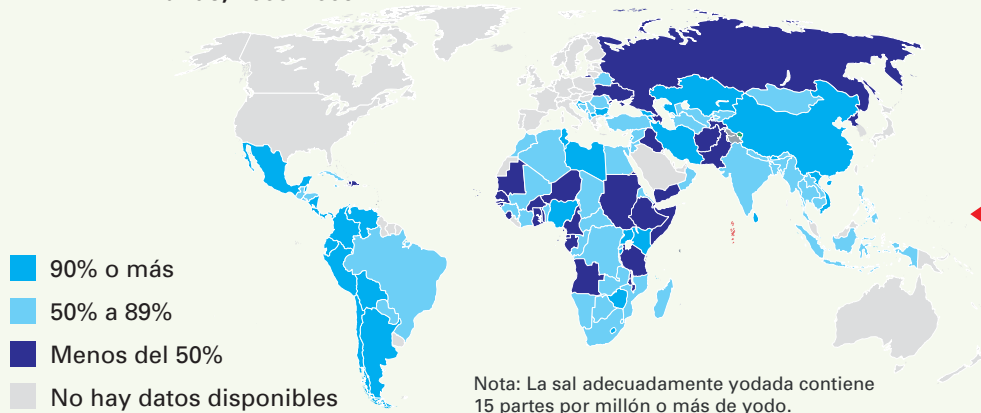 90% o más
50% a 89%
Menos del 50%
No hay datos disponibles
Nota: La sal adecuadamente yodada contiene
15 partes por millón o más de yodo.